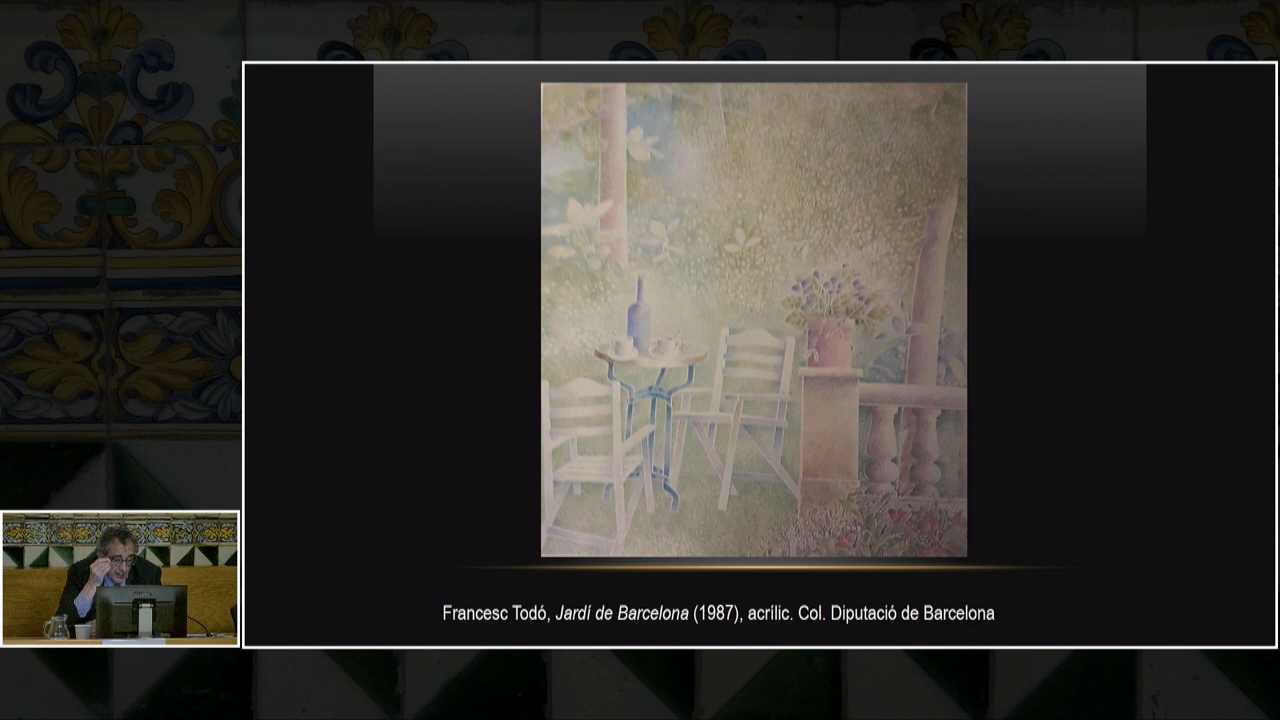 Francesc Todó, Jardí de Barcelona (1987), acrílic. Col. Diputació de Barcelona